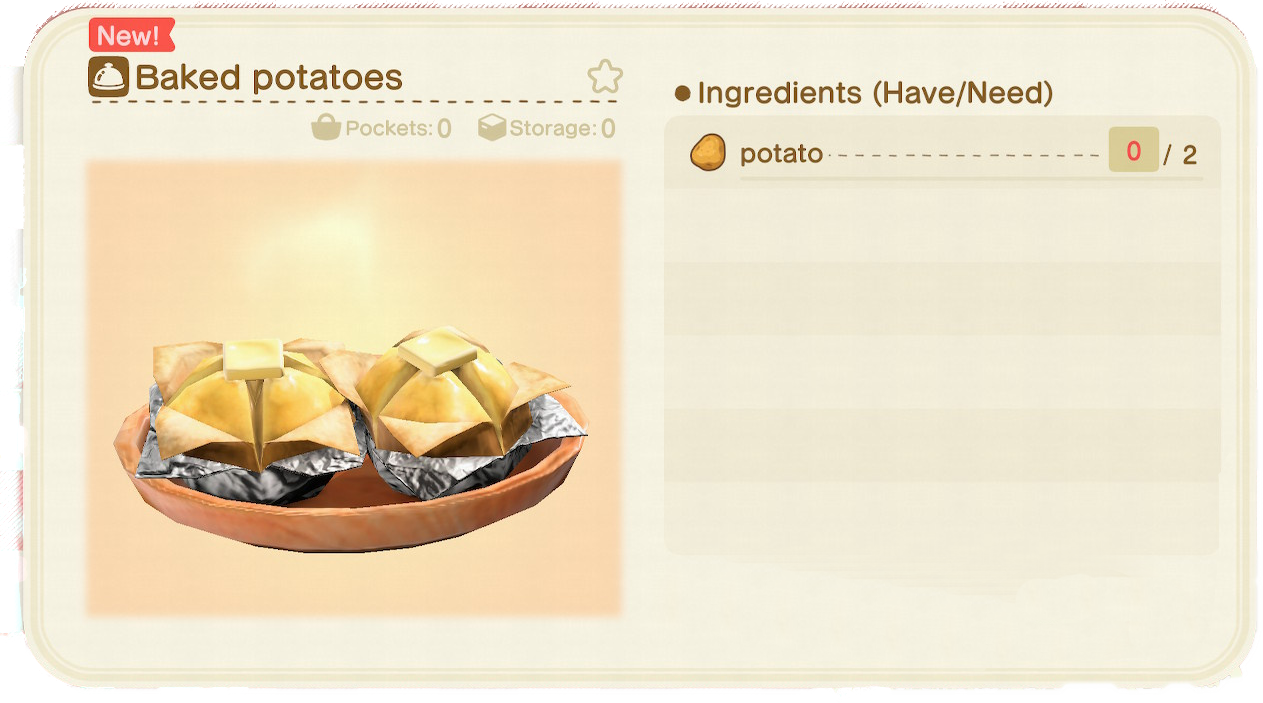 New!
Baked potatoes
Pockets: 0 Storage: 0
Ingredients (Have/Need)
potato 0 / 2